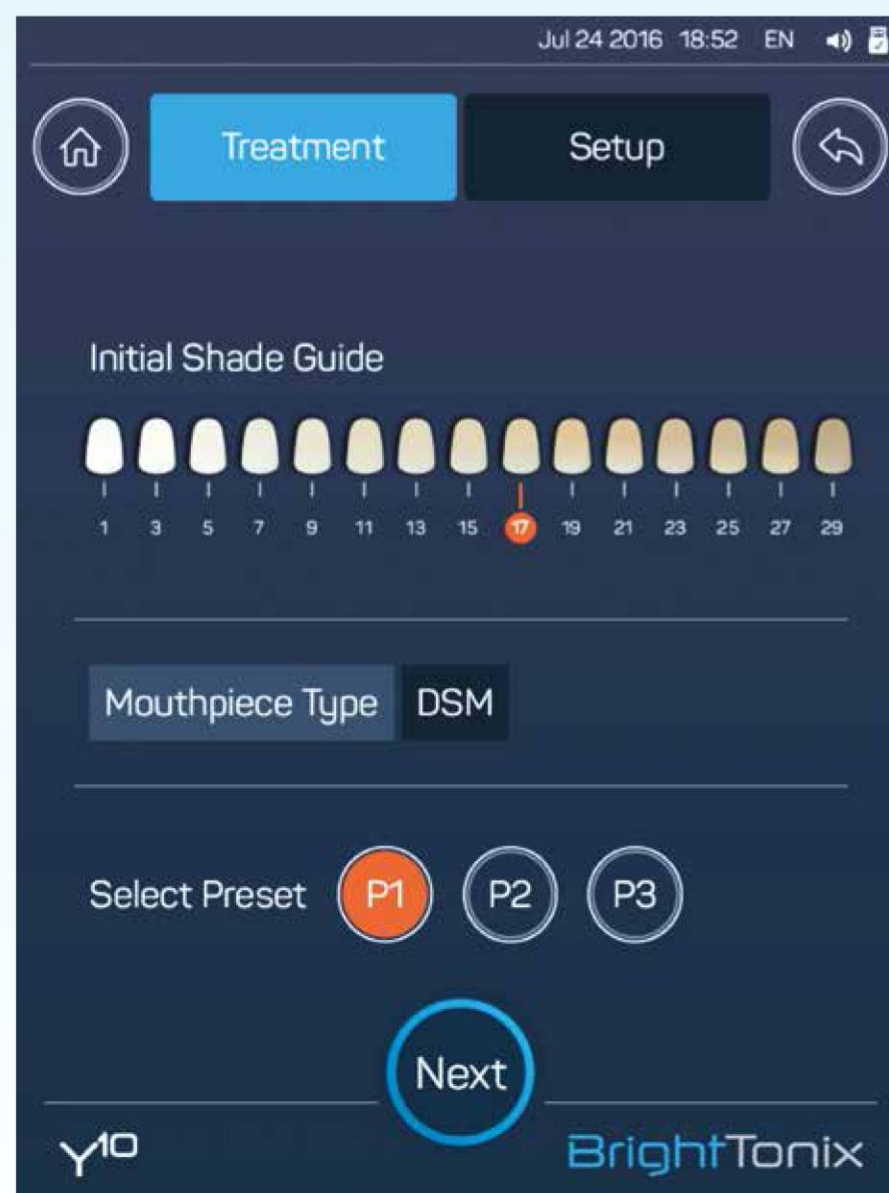 Jul 24 2016 18:52 EN
Treatment Setup
Initial Shade Guide
1 3 5 7 9 11 13 15 17 19 21 23 25 27 29
Mouthpiece Type DSM
Select Preset P1 P2 P3
Next
Y10 BrightTonix